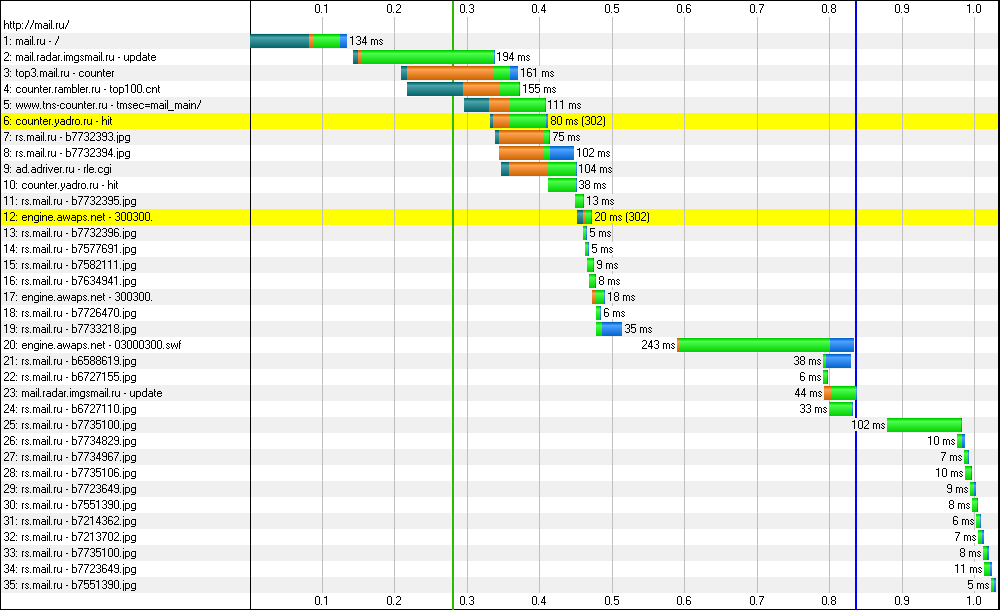 0.1 0.2 0.3 0.4 0.5 0.6 0.7 0.8 0.9 1.0
http://mail.ru/
1: mail.ru - / 134 ms
2: mail.radar.imgsmail.ru - update 194 ms
3: top3.mail.ru - counter 161 ms
4: counter.rambler.ru - top100.cnt 155 ms
5: www.tns-counter.ru - tmsec=mail_main/ 111 ms
6: counter.yadro.ru - hit 80 ms (302)
7: rs.mail.ru - b7732393.jpg 75 ms
8: rs.mail.ru - b7732394.jpg 102 ms
9: ad.adriver.ru - rle.cgi 104 ms
10: counter.yadro.ru - hit 38 ms
11: rs.mail.ru - b7732395.jpg 13 ms
12: engine.awaps.net - 300300. 20 ms (302)
13: rs.mail.ru - b7732396.jpg 5 ms
14: rs.mail.ru - b7577691.jpg 5 ms
15: rs.mail.ru - b7582111.jpg 9 ms
16: rs.mail.ru - b7634941.jpg 8 ms
17: engine.awaps.net - 300300. 18 ms
18: rs.mail.ru - b7726470.jpg 6 ms
19: rs.mail.ru - b7733218.jpg 35 ms
20: engine.awaps.net - 03000300.swf 243 ms
21: rs.mail.ru - b6588619.jpg 38 ms
22: rs.mail.ru - b6727155.jpg 6 ms
23: mail.radar.imgsmail.ru - update 44 ms
24: rs.mail.ru - b6727110.jpg 33 ms
25: rs.mail.ru - b7735100.jpg 102 ms
26: rs.mail.ru - b7734829.jpg 10 ms
27: rs.mail.ru - b7734967.jpg 7 ms
28: rs.mail.ru - b7735106.jpg 10 ms
29: rs.mail.ru - b7723649.jpg 9 ms
30: rs.mail.ru - b7551390.jpg 8 ms
31: rs.mail.ru - b7214362.jpg 6 ms
32: rs.mail.ru - b7213702.jpg 7 ms
33: rs.mail.ru - b7735100.jpg 8 ms
34: rs.mail.ru - b7723649.jpg 11 ms
35: rs.mail.ru - b7551390.jpg 5 ms
0.1 0.2 0.3 0.4 0.5 0.6 0.7 0.8 0.9 1.0